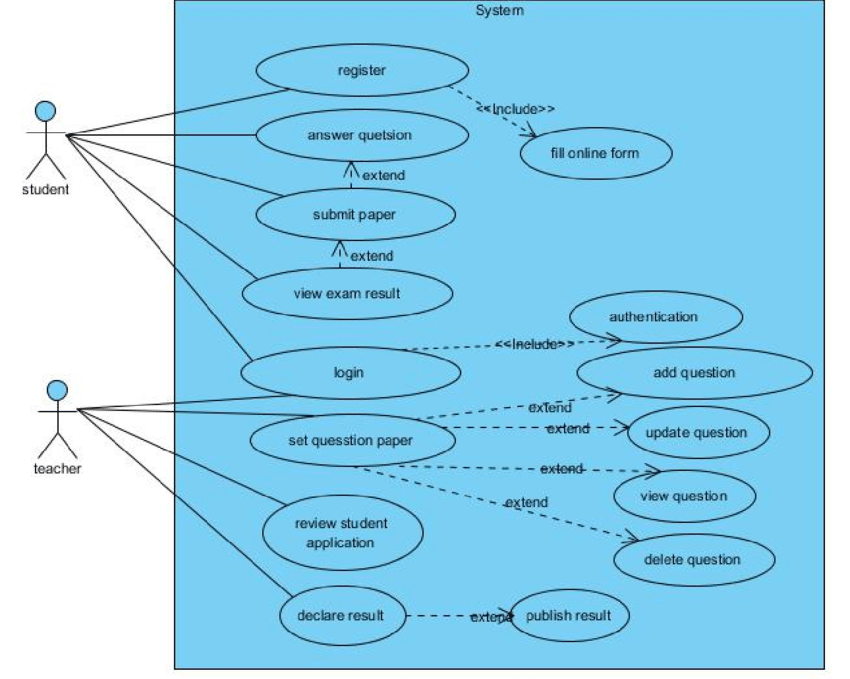 System
register
<<Include>>
answer quetsion
fill online form
extend
student
submit paper
extend
view exam result
authentication
<<Include>>
login
add question
extend
set quesstion paper
extend
update question
teacher
extend
view question
extend
review student
application
delete question
declare result
extend
publish result